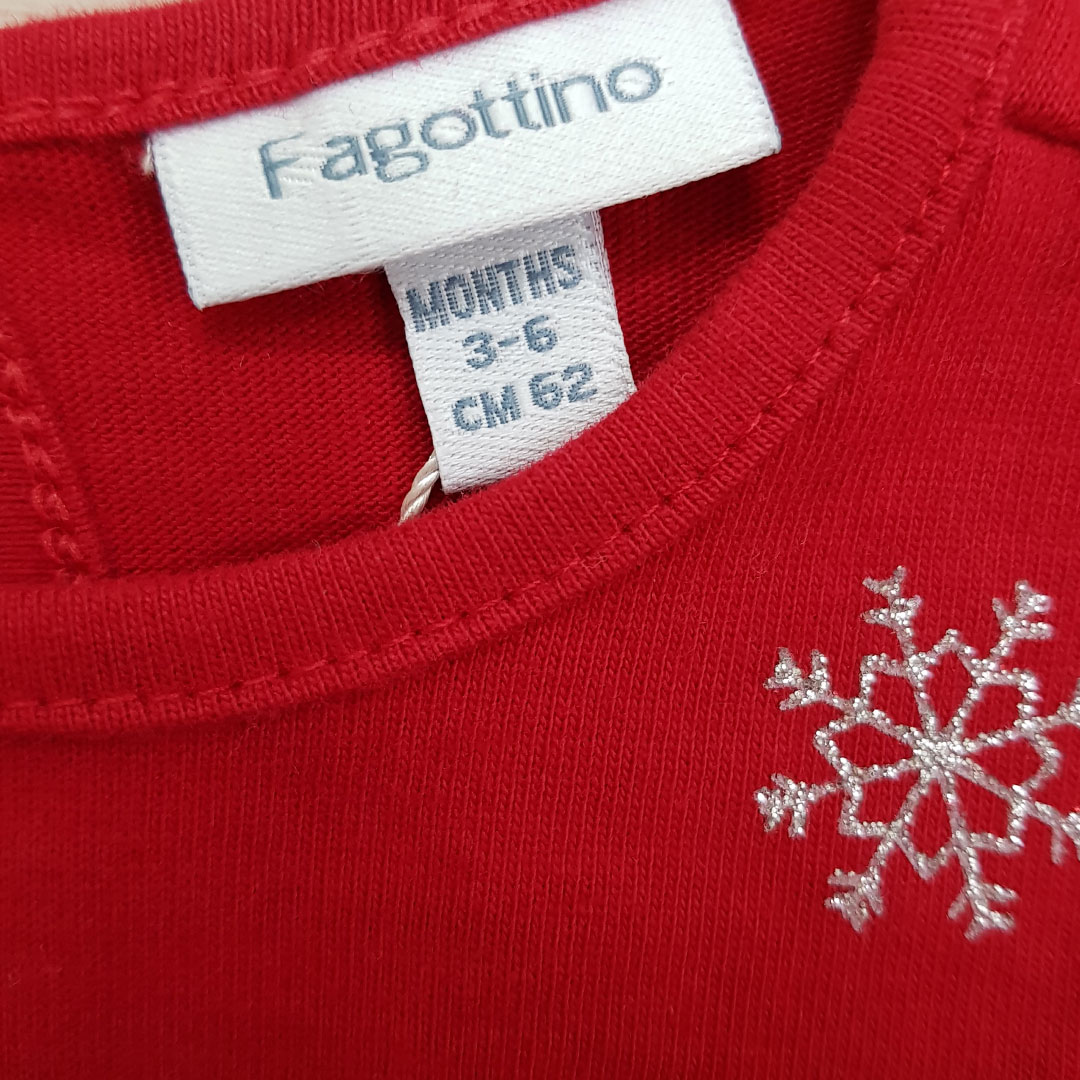 Fagottino
MONTHS
3-6
CM 62